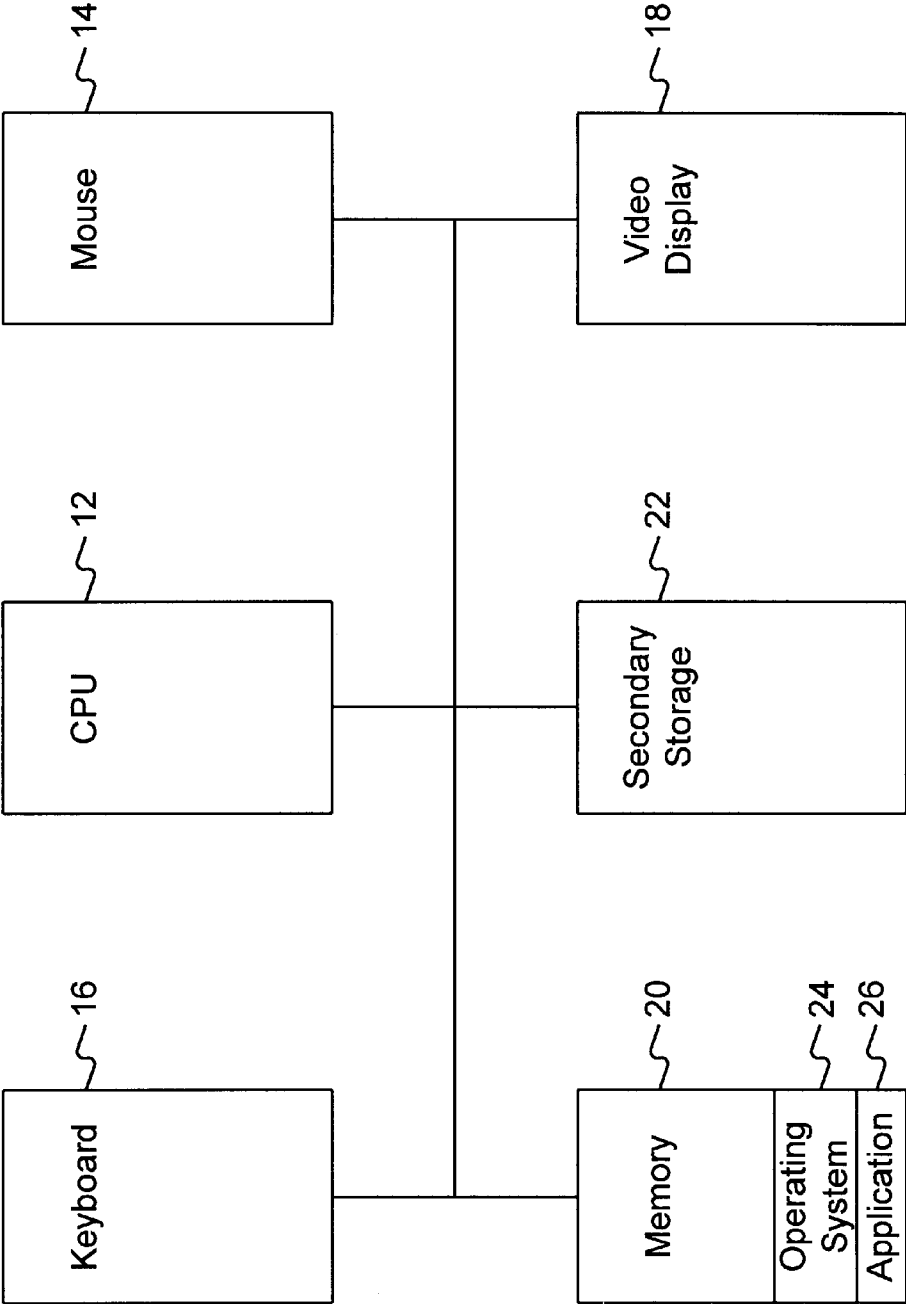 Keyboard
16
CPU
12
Mouse
14
Memory
20
Operating
System
24
Application
26
Secondary
Storage
22
Video
Display
18